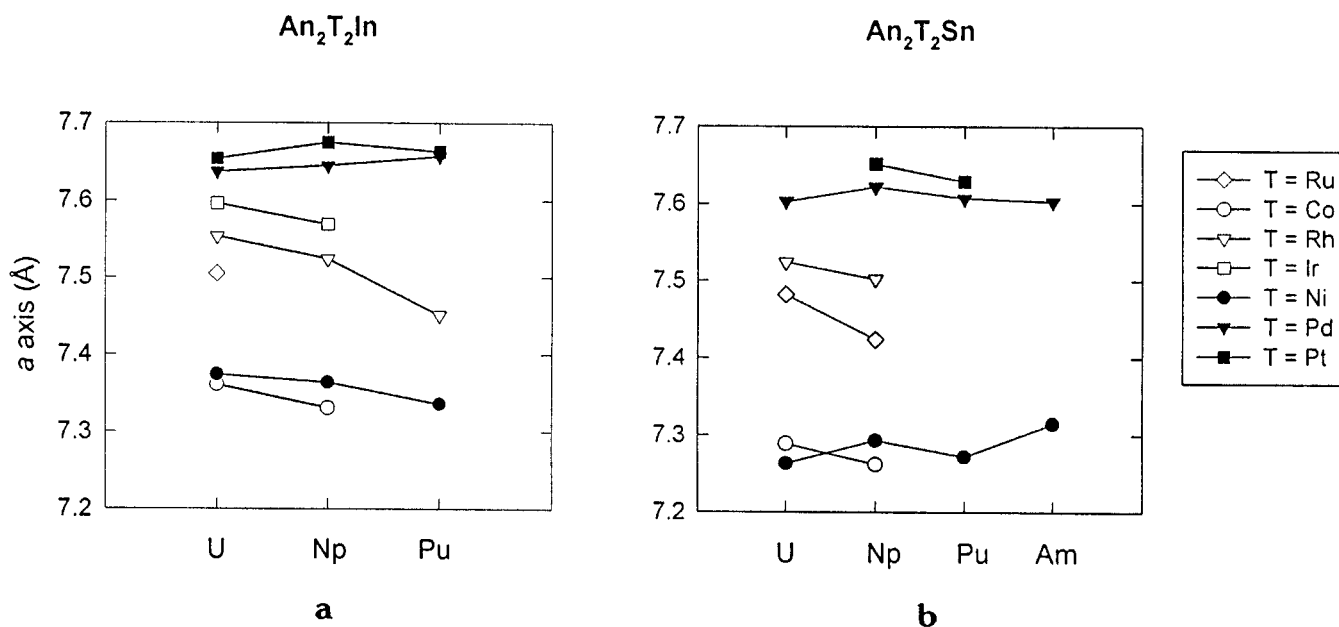 An₂T₂In
An₂T₂Sn
a axis (Å)
7.7
7.6
7.5
7.4
7.3
7.2
U Np Pu
a
7.7
7.6
7.5
7.4
7.3
7.2
U Np Pu Am
b
T = Ru
T = Co
T = Rh
T = Ir
T = Ni
T = Pd
T = Pt